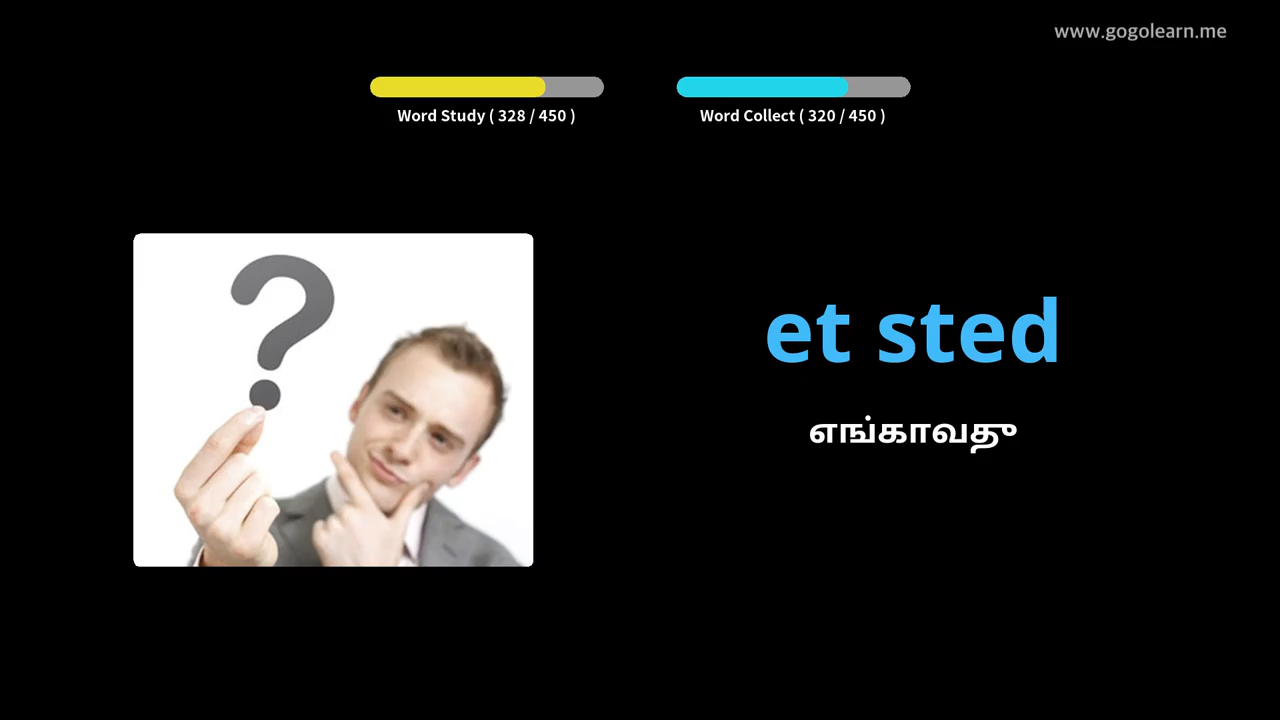 www.gogolearn.me
Word Study ( 328 / 450 )
Word Collect ( 320 / 450 )
et sted
எங்காவது